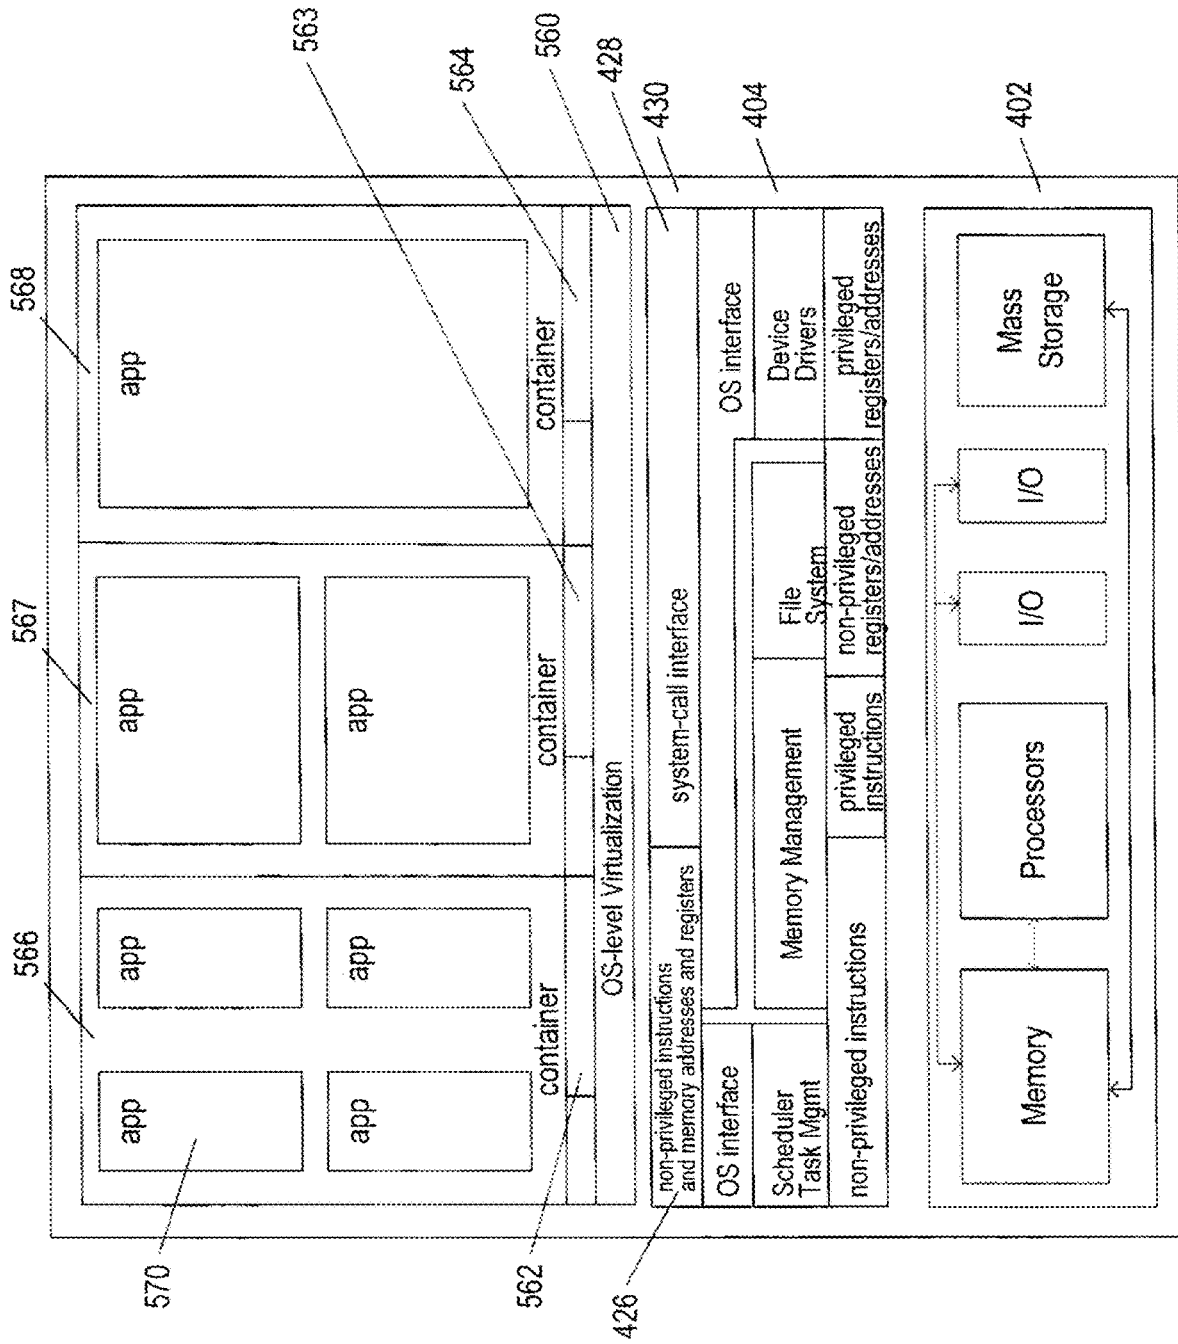 566
567
568
app
app
app
app
570
563
app
app
app
564
562
container
container
container
560
OS-level Virtualization
428
426
non-privileged instructions
and memory addresses and registers
system-call interface
430
OS interface
OS interface
404
Scheduler
Task Mgmt
Memory Management
File
System
Device
Drivers
non-privileged instructions
privileged
instructions
non-privileged
registers/addresses
privileged
registers/addresses
402
Memory
Processors
I/O
I/O
Mass
Storage